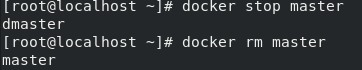 [root@localhost ~]# docker stop master
dmaster
[root@localhost ~]# docker rm master
master